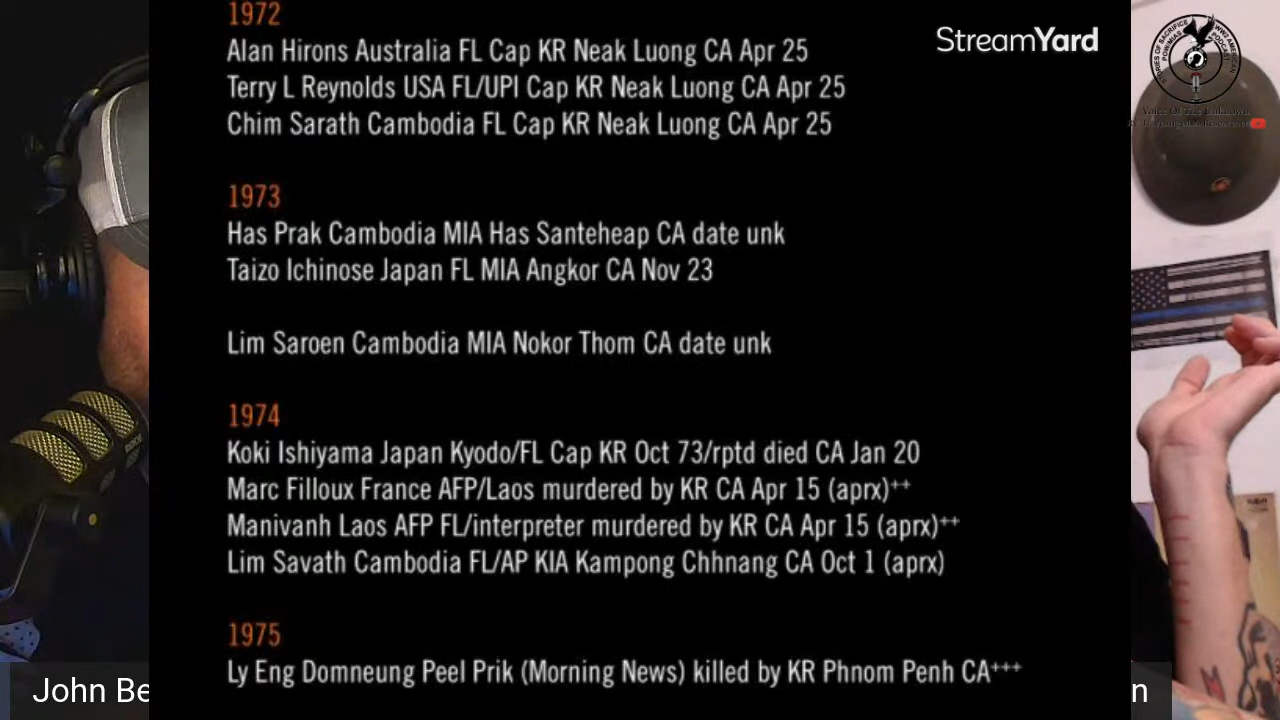 1972
Alan Hirons Australia FL Cap KR Neak Luong CA Apr 25
Terry L Reynolds USA FL/UPI Cap KR Neak Luong CA Apr 25
Chim Sarath Cambodia FL Cap KR Neak Luong CA Apr 25
StreamYard
1973
Has Prak Cambodia MIA Has Santeheap CA date unk
Taizo Ichinose Japan FL MIA Angkor CA Nov 23
Lim Saroen Cambodia MIA Nokor Thom CA date unk
1974
Koki Ishiyama Japan Kyodo/FL Cap KR Oct 73/rptd died CA Jan 20
Marc Filloux France AFP/Laos murdered by KR CA Apr 15 (aprx)++
Manivanh Laos AFP FL/interpreter murdered by KR CA Apr 15 (aprx)++
Lim Savath Cambodia FL/AP KIA Kampong Chhnang CA Oct 1 (aprx)
1975
Ly Eng Domneung Peel Prik (Morning News) killed by KR Phnom Penh CA+++
John Be
n